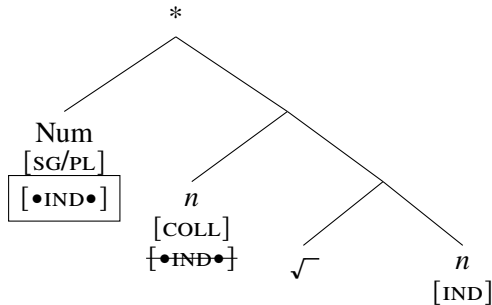 *
Num
[SG/PL]
[•IND•]
n
[COLL]
[•IND•]
√
n
[IND]